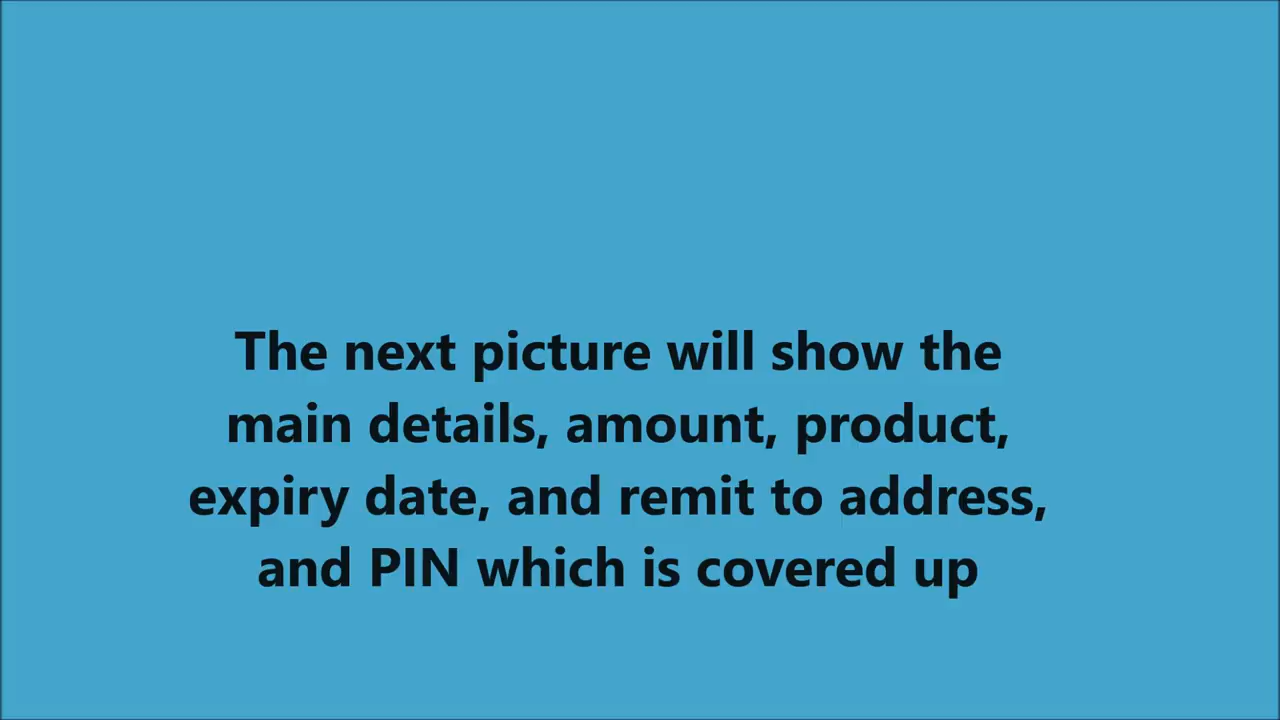 The next picture will show the
main details, amount, product,
expiry date, and remit to address,
and PIN which is covered up